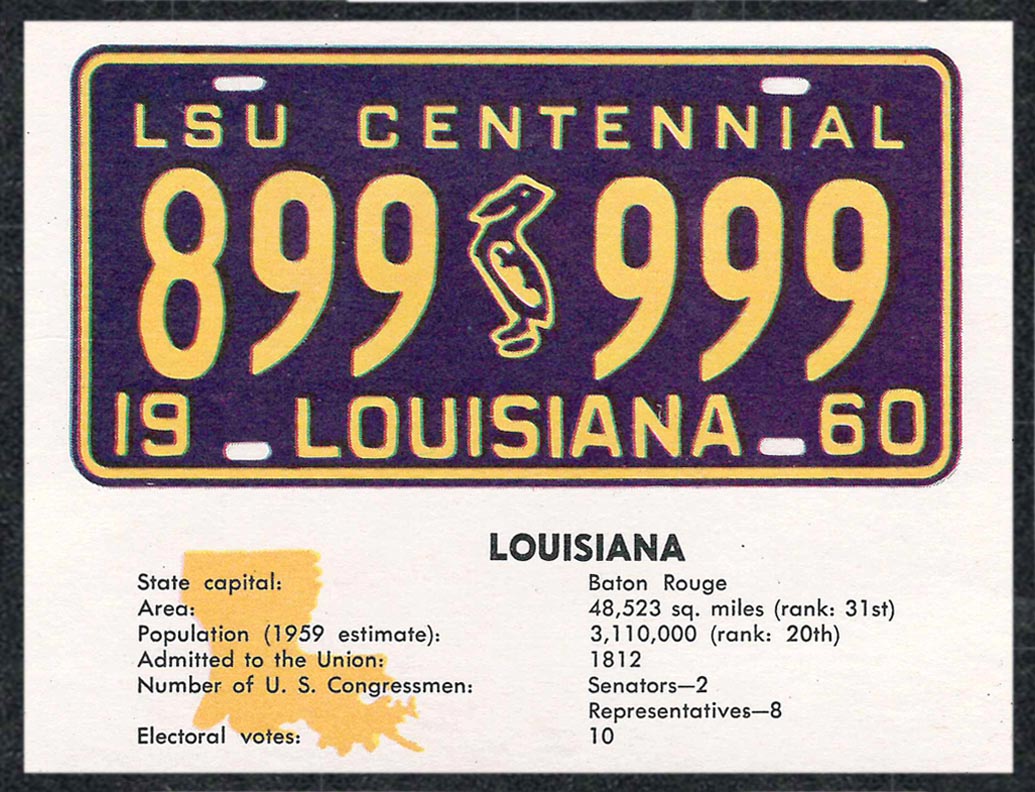 LSU CENTENNIAL
899 999
19 LOUISIANA 60
LOUISIANA
State capital: Baton Rouge
Area: 48,523 sq. miles (rank: 31st)
Population (1959 estimate): 3,110,000 (rank: 20th)
Admitted to the Union: 1812
Number of U. S. Congressmen: Senators—2
Representatives—8
Electoral votes: 10